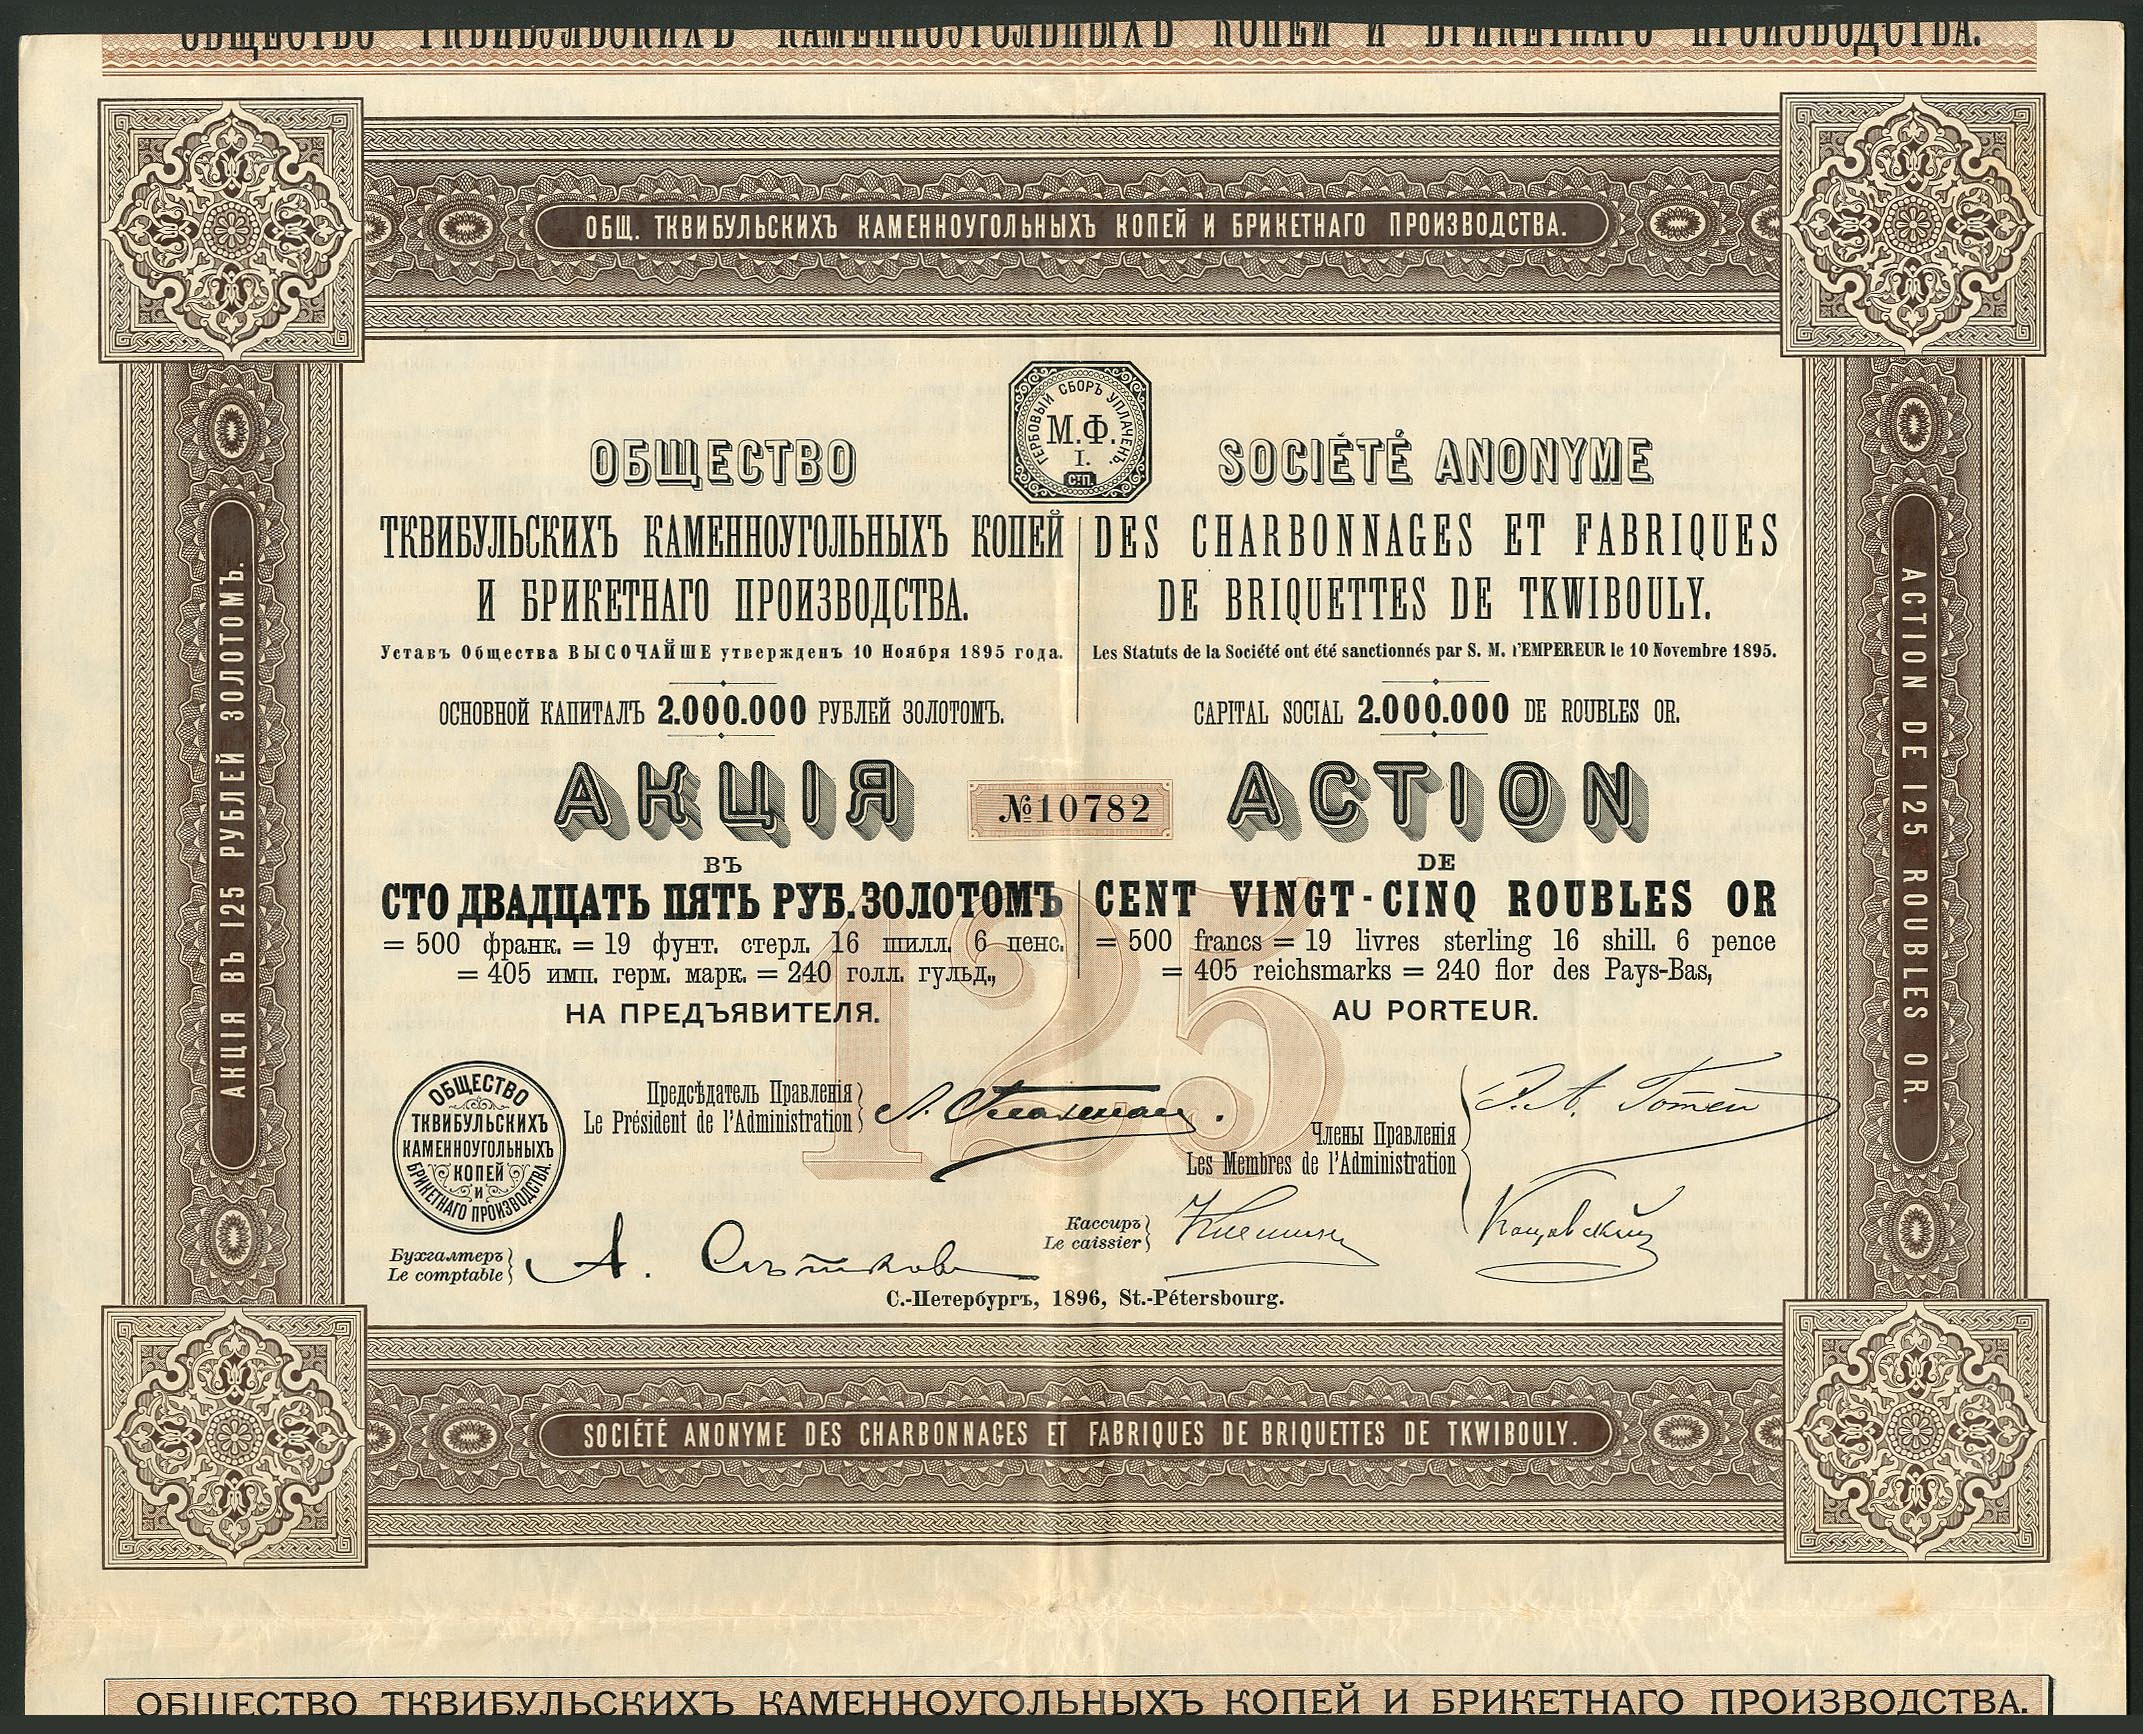 ОБЩЕСТВО ТКВИБУЛЬСКИХЪ КАМЕННОУГОЛЬНЫХЪ КОПЕЙ И БРИКЕТНАГО ПРОИЗВОДСТВА.
ОБЩ. ТКВИБУЛЬСКИХЪ КАМЕННОУГОЛЬНЫХЪ КОПЕЙ И БРИКЕТНАГО ПРОИЗВОДСТВА.
АКЦІЯ ВЪ 125 РУБЛЕЙ ЗОЛОТОМЪ.
ACTION DE 125 ROUBLES OR.
ГЕРБОВЫЙ СБОРЪ УПЛАЧЕНЪ.
М.Ф.
I.
С.П.
ОБЩЕСТВО
ТКВИБУЛЬСКИХЪ КАМЕННОУГОЛЬНЫХЪ КОПЕЙ
И БРИКЕТНАГО ПРОИЗВОДСТВА.
Уставъ Общества ВЫСОЧАЙШЕ утвержденъ 10 Ноября 1895 года.
ОСНОВНОЙ КАПИТАЛЪ 2.000.000 РУБЛЕЙ ЗОЛОТОМЪ.
SOCIÉTÉ ANONYME
DES CHARBONNAGES ET FABRIQUES
DE BRIQUETTES DE TKWIBOULY.
Les Statuts de la Société ont été sanctionnés par S. M. l'EMPEREUR le 10 Novembre 1895.
CAPITAL SOCIAL 2.000.000 DE ROUBLES OR.
АКЦІЯ
№10782
ACTION
ВЪ
СТО ДВАДЦАТЬ ПЯТЬ РУБ. ЗОЛОТОМЪ
= 500 франк. = 19 фунт. стерл. 16 шилл. 6 пенс.
= 405 имп. герм. марк. = 240 голл. гульд.,
НА ПРЕДЪЯВИТЕЛЯ.
DE
CENT VINGT-CINQ ROUBLES OR
= 500 francs = 19 livres sterling 16 shill. 6 pence
= 405 reichsmarks = 240 flor des Pays-Bas,
AU PORTEUR.
125
ОБЩЕСТВО
ТКВИБУЛЬСКИХЪ
КАМЕННОУГОЛЬНЫХЪ
КОПЕЙ
И
БРИКЕТНАГО ПРОИЗВОДСТВА.
Предсѣдатель Правленія
Le Président de l'Administration
Члены Правленія
Les Membres de l'Administration
Бухгалтеръ
Le comptable
А.
Кассиръ
Le caissier
С.-Петербургъ, 1896, St.-Pétersbourg.
SOCIÉTÉ ANONYME DES CHARBONNAGES ET FABRIQUES DE BRIQUETTES DE TKWIBOULY.
ОБЩЕСТВО ТКВИБУЛЬСКИХЪ КАМЕННОУГОЛЬНЫХЪ КОПЕЙ И БРИКЕТНАГО ПРОИЗВОДСТВА.